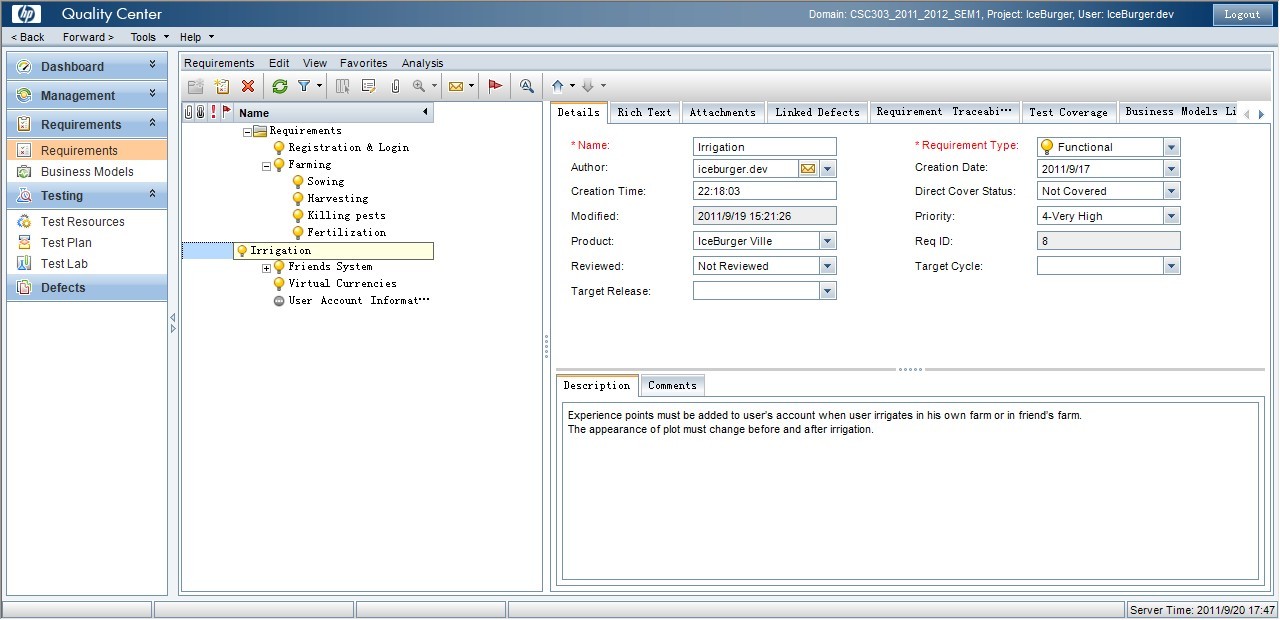 hp Quality Center
Domain: CSC303_2011_2012_SEM1, Project: IceBurger, User: IceBurger.dev
Logout
< Back Forward > Tools Help
Dashboard
Management
Requirements
Requirements
Business Models
Testing
Test Resources
Test Plan
Test Lab
Defects
Requirements Edit View Favorites Analysis
Name
Requirements
Registration & Login
Farming
Sowing
Harvesting
Killing pests
Fertilization
Irrigation
Friends System
Virtual Currencies
User Account Informat···
Details Rich Text Attachments Linked Defects Requirement Traceabi··· Test Coverage Business Models Li
* Name: Irrigation * Requirement Type: Functional
Author: iceburger.dev Creation Date: 2011/9/17
Creation Time: 22:18:03 Direct Cover Status: Not Covered
Modified: 2011/9/19 15:21:26 Priority: 4-Very High
Product: IceBurger Ville Req ID: 8
Reviewed: Not Reviewed Target Cycle:
Target Release:
Description Comments
Experience points must be added to user's account when user irrigates in his own farm or in friend's farm.
The appearance of plot must change before and after irrigation.
Server Time: 2011/9/20 17:47